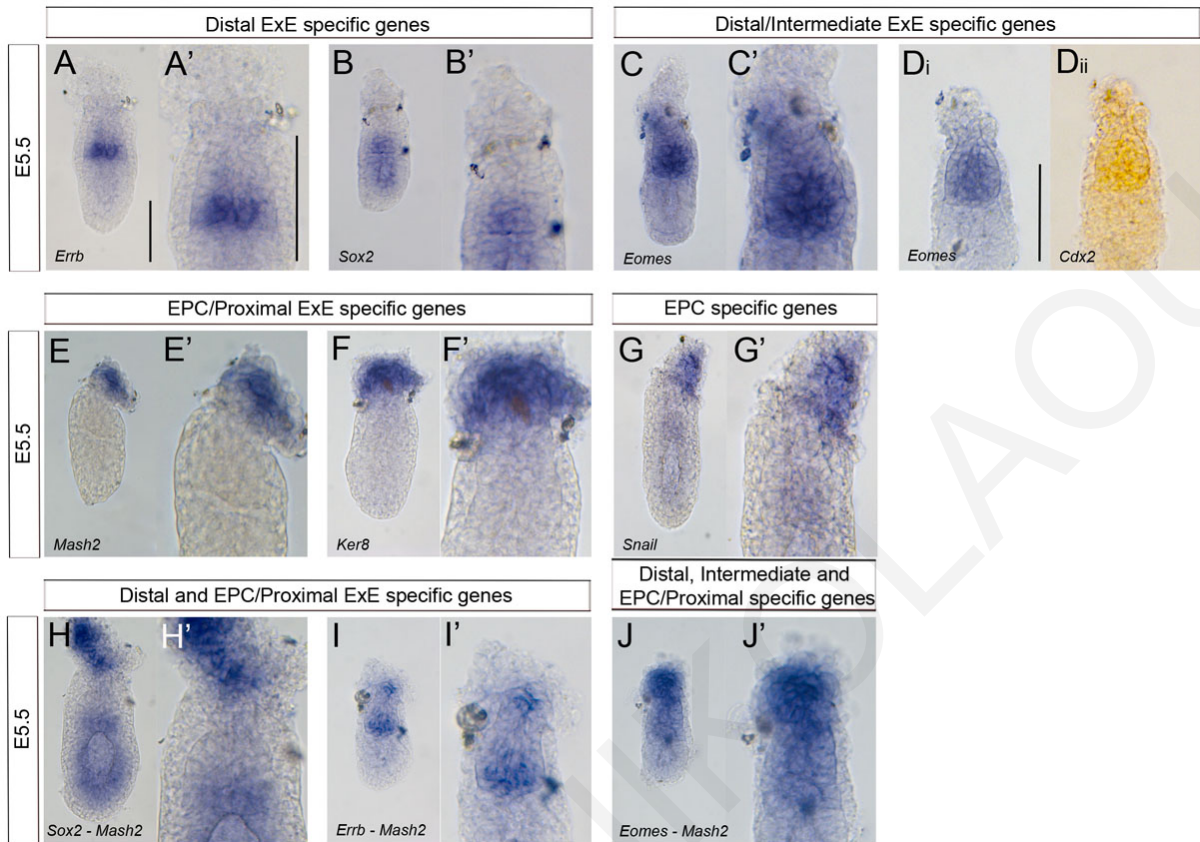 Distal ExE specific genes
Distal/Intermediate ExE specific genes
E5.5
A A' B B' C C' Di Dii
Errb Sox2 Eomes Eomes Cdx2
EPC/Proximal ExE specific genes
EPC specific genes
E5.5
E E' F F' G G'
Mash2 Ker8 Snail
Distal and EPC/Proximal ExE specific genes
Distal, Intermediate and
EPC/Proximal specific genes
E5.5
H H' I I' J J'
Sox2 - Mash2 Errb - Mash2 Eomes - Mash2